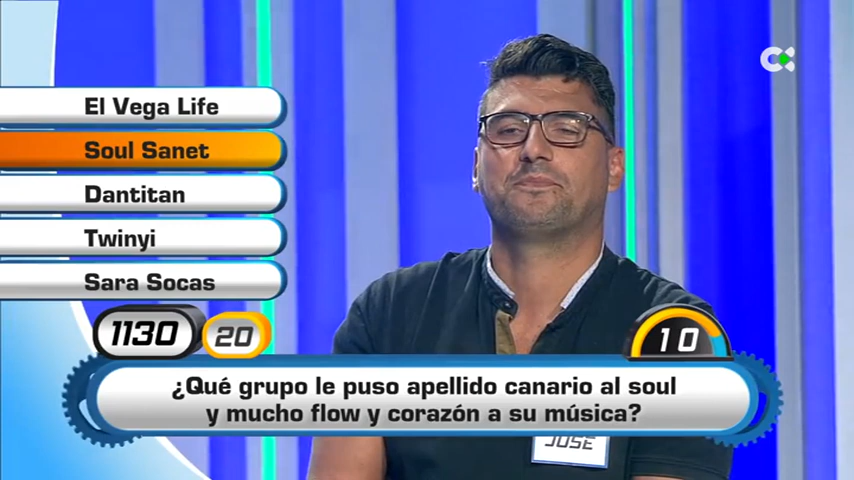 El Vega Life
Soul Sanet
Dantitan
Twinyi
Sara Socas
1130
20
10
¿Qué grupo le puso apellido canario al soul
y mucho flow y corazón a su música?
JOSE